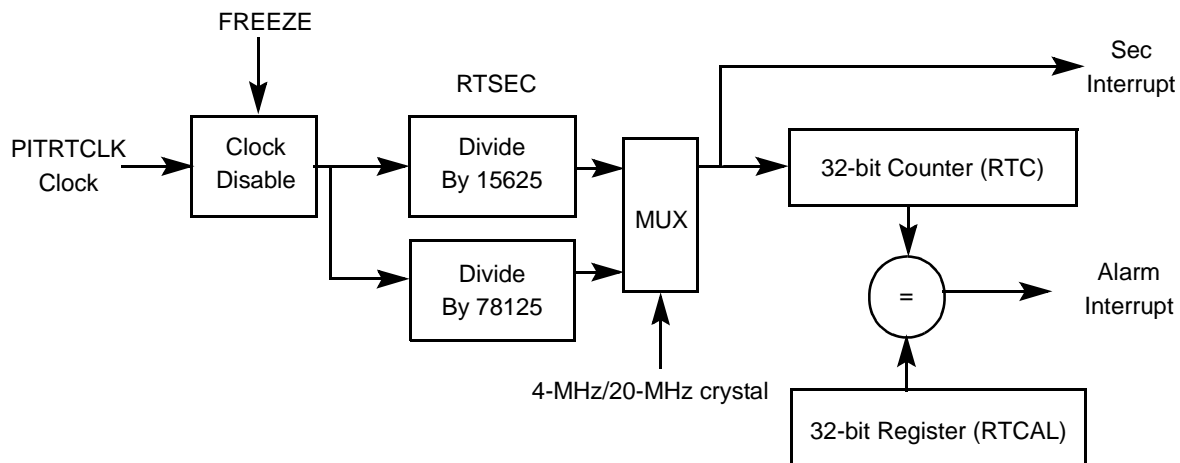 FREEZE
PITRTCLK
Clock
Clock
Disable
RTSEC
Divide
By 15625
Divide
By 78125
MUX
4-MHz/20-MHz crystal
Sec
Interrupt
32-bit Counter (RTC)
=
Alarm
Interrupt
32-bit Register (RTCAL)